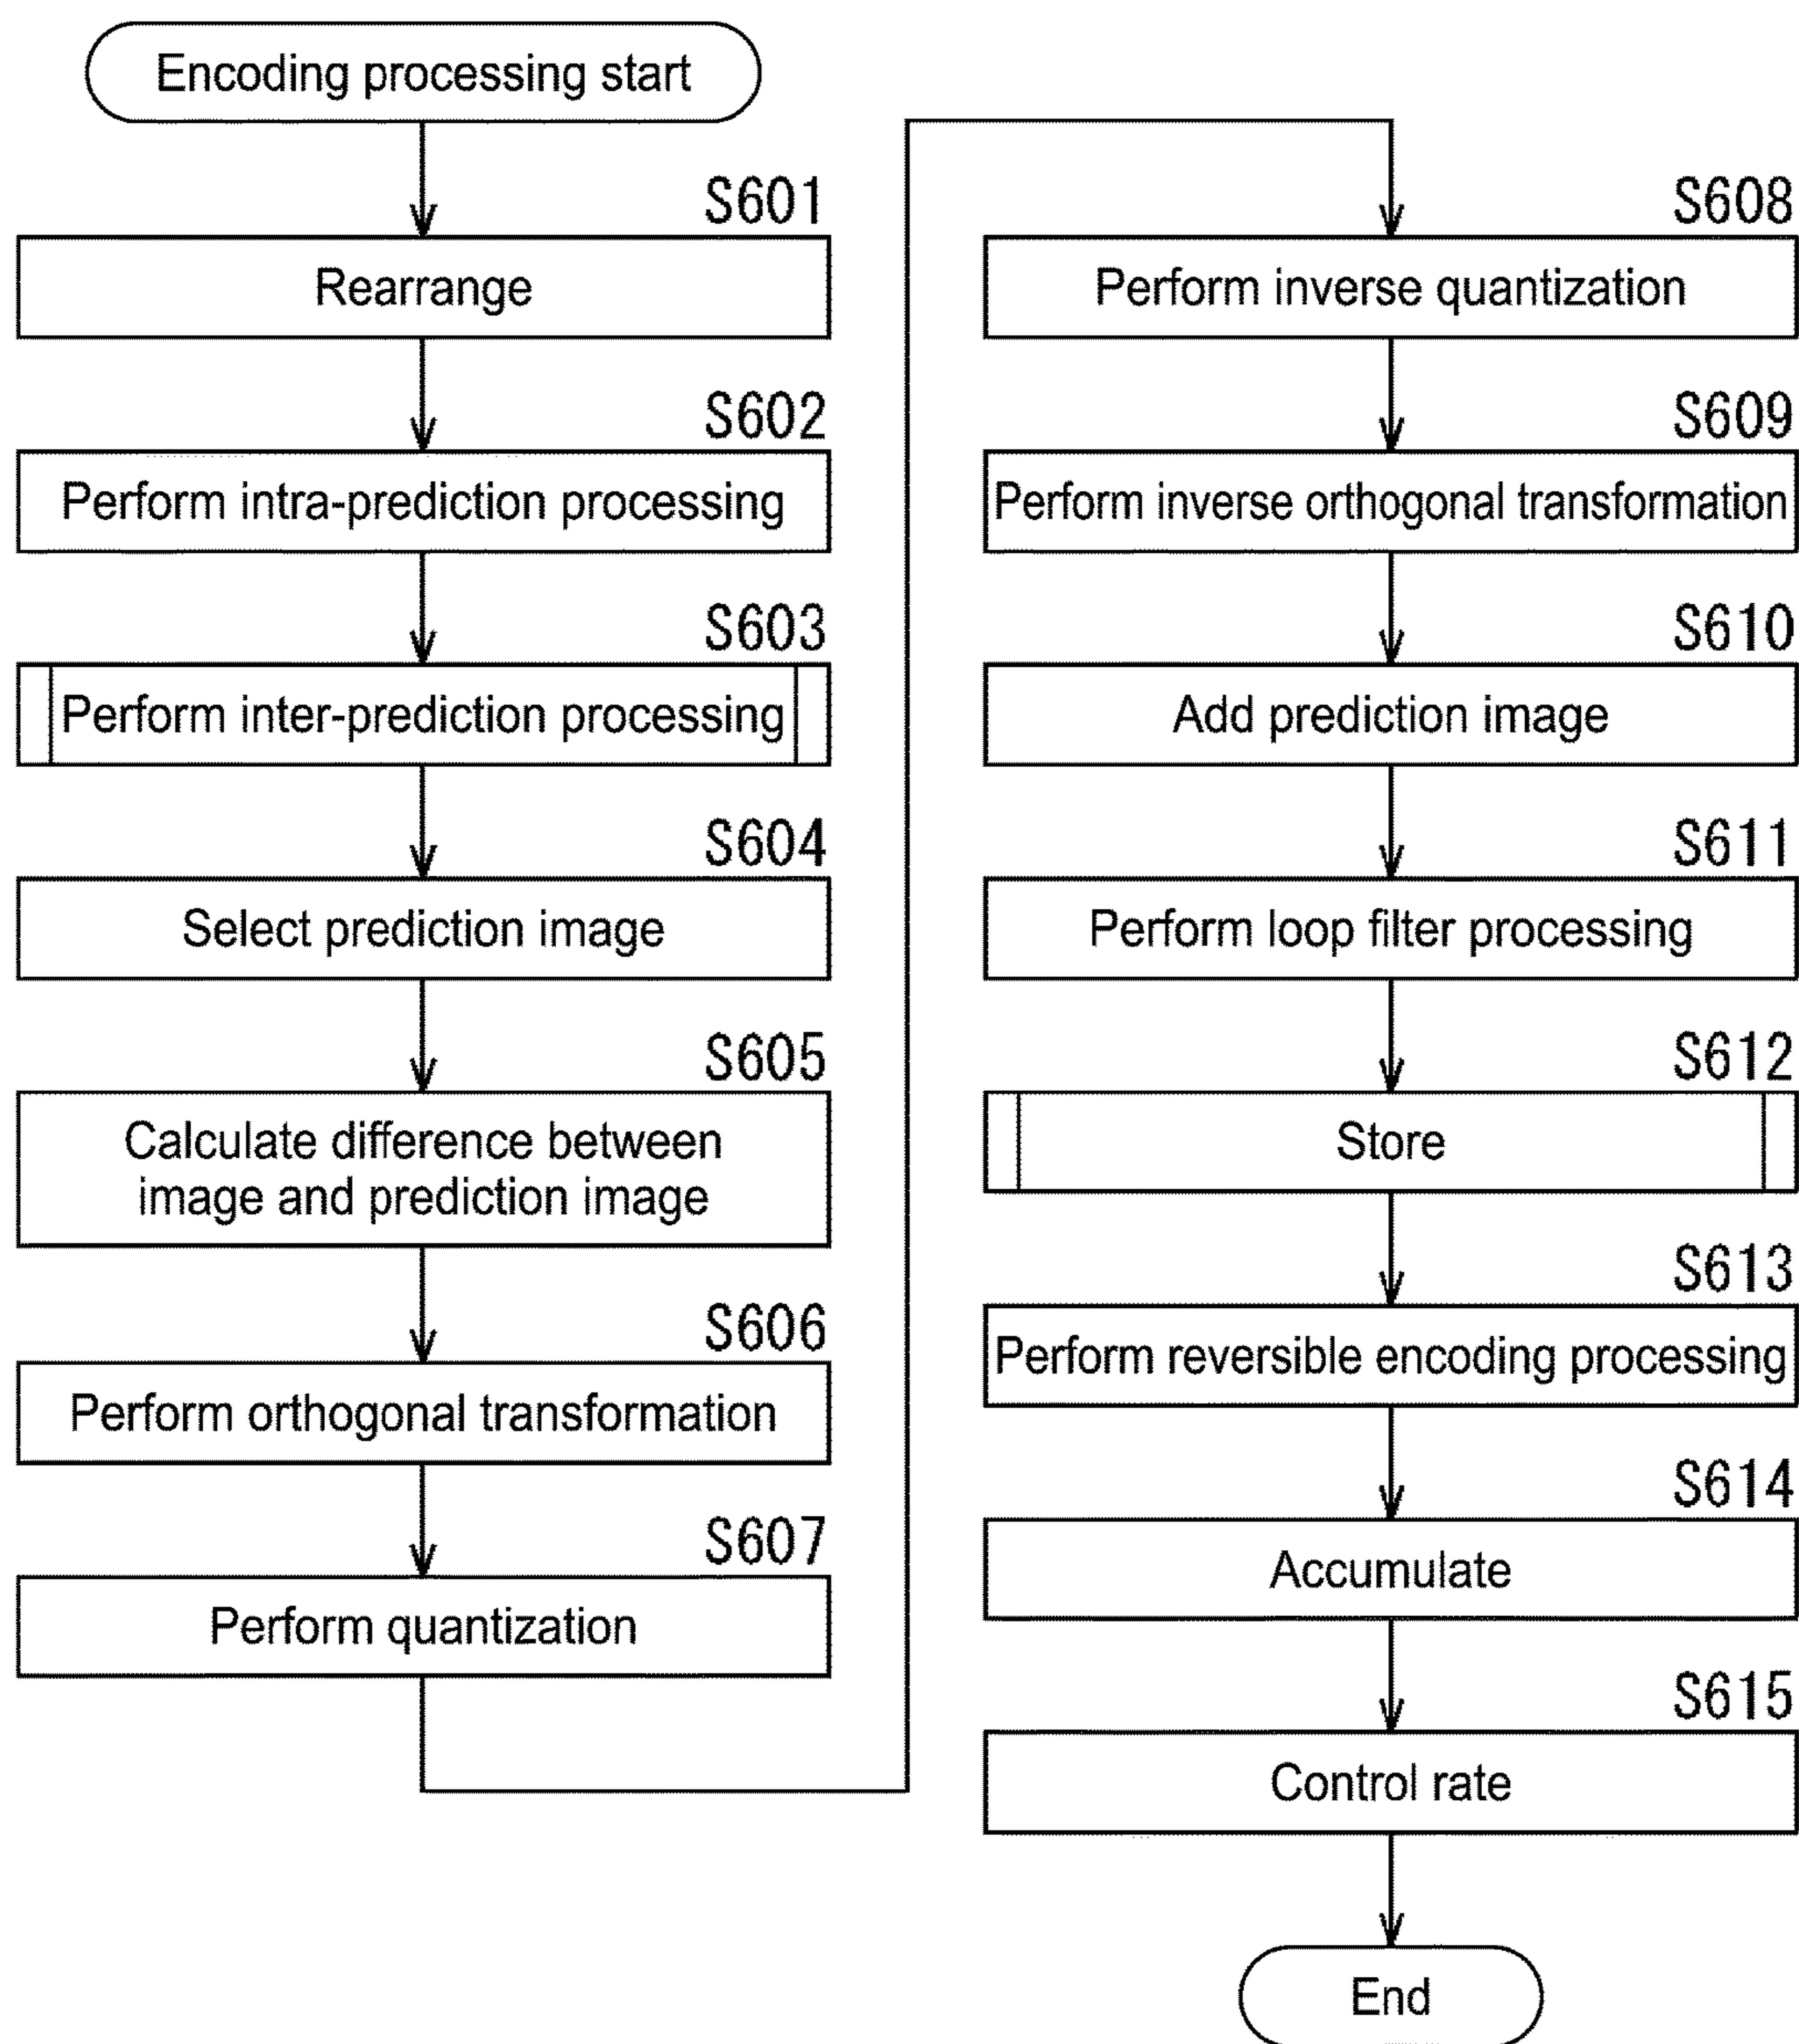 Encoding processing start
S601
Rearrange
S602
Perform intra-prediction processing
S603
Perform inter-prediction processing
S604
Select prediction image
S605
Calculate difference between
image and prediction image
S606
Perform orthogonal transformation
S607
Perform quantization
S608
Perform inverse quantization
S609
Perform inverse orthogonal transformation
S610
Add prediction image
S611
Perform loop filter processing
S612
Store
S613
Perform reversible encoding processing
S614
Accumulate
S615
Control rate
End